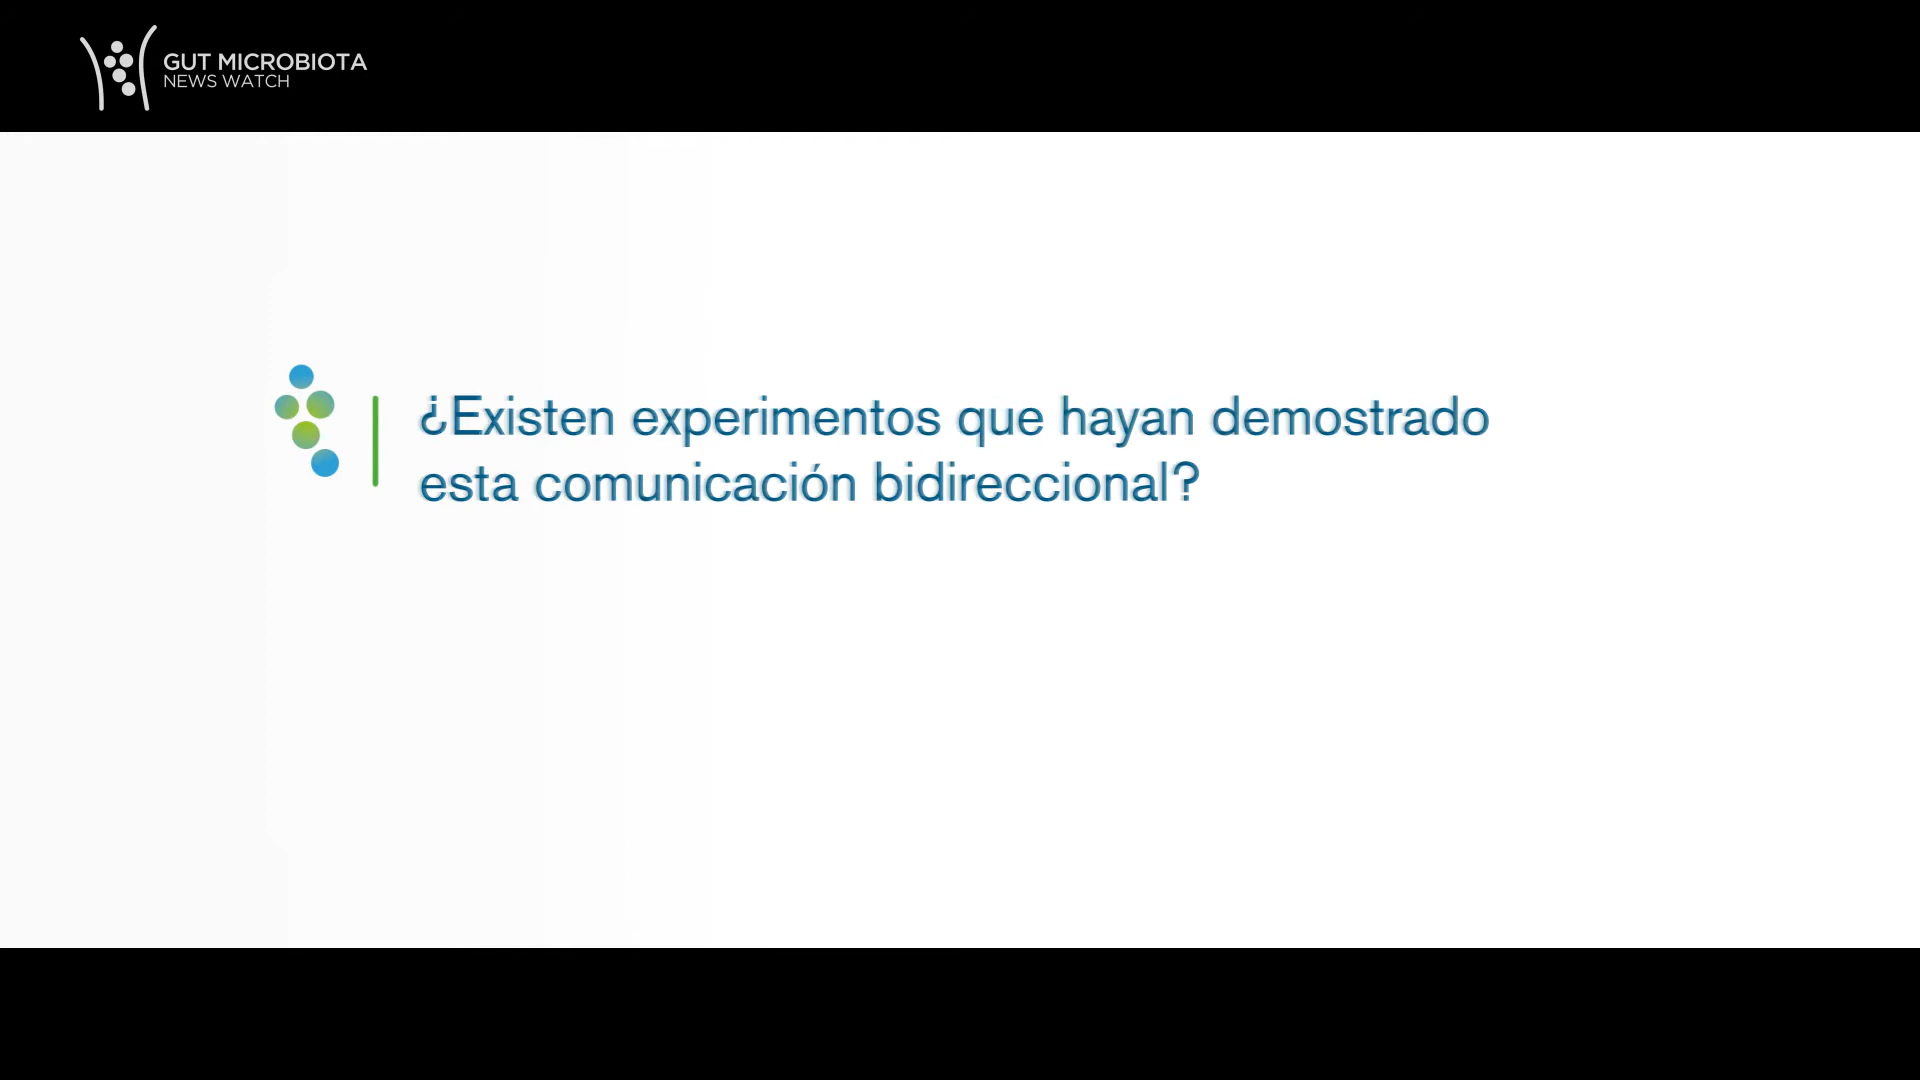 GUT MICROBIOTA
NEWS WATCH
¿Existen experimentos que hayan demostrado
esta comunicación bidireccional?